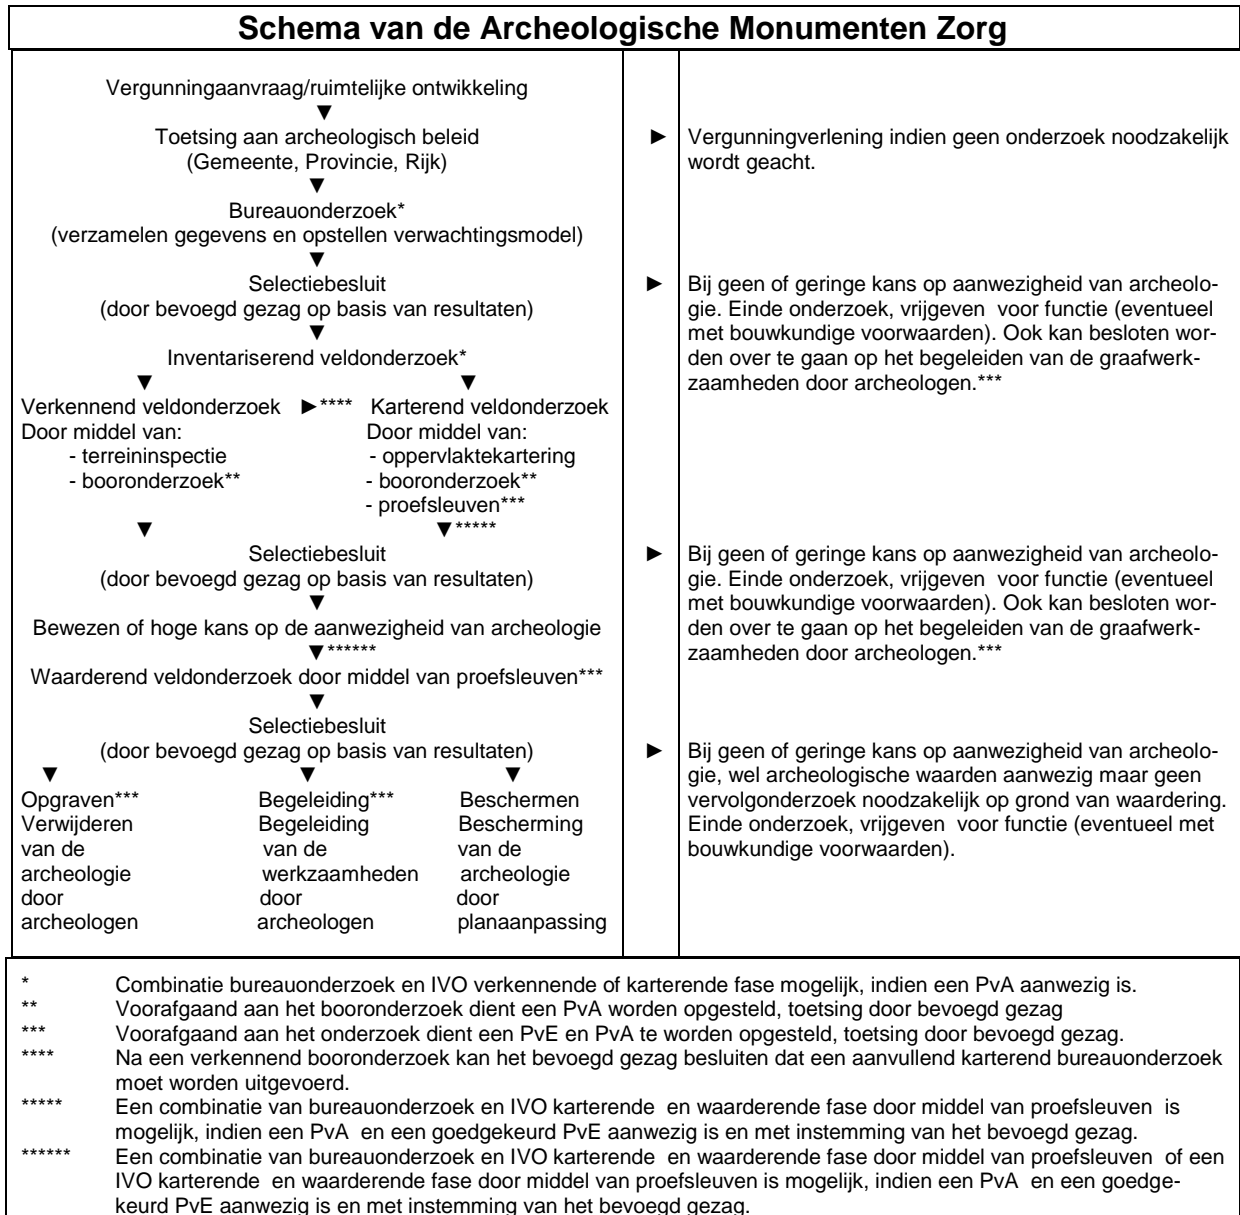 Schema van de Archeologische Monumenten Zorg
Vergunningaanvraag/ruimtelijke ontwikkeling
▼
Toetsing aan archeologisch beleid
(Gemeente, Provincie, Rijk)
► Vergunningverlening indien geen onderzoek noodzakelijk
wordt geacht.
▼
Bureauonderzoek*
(verzamelen gegevens en opstellen verwachtingsmodel)
▼
Selectiebesluit
(door bevoegd gezag op basis van resultaten)
► Bij geen of geringe kans op aanwezigheid van archeolo-
gie. Einde onderzoek, vrijgeven voor functie (eventueel
met bouwkundige voorwaarden). Ook kan besloten wor-
den over te gaan op het begeleiden van de graafwerk-
zaamheden door archeologen.***
▼
Inventariserend veldonderzoek*
▼ ▼
Verkennend veldonderzoek ►**** Karterend veldonderzoek
Door middel van: Door middel van:
- terreininspectie - oppervlaktekartering
- booronderzoek** - booronderzoek**
- proefsleuven***
▼ ▼*****
Selectiebesluit
(door bevoegd gezag op basis van resultaten)
► Bij geen of geringe kans op aanwezigheid van archeolo-
gie. Einde onderzoek, vrijgeven voor functie (eventueel
met bouwkundige voorwaarden). Ook kan besloten wor-
den over te gaan op het begeleiden van de graafwerk-
zaamheden door archeologen.***
▼
Bewezen of hoge kans op de aanwezigheid van archeologie
▼******
Waarderend veldonderzoek door middel van proefsleuven***
▼
Selectiebesluit
(door bevoegd gezag op basis van resultaten)
► Bij geen of geringe kans op aanwezigheid van archeolo-
gie, wel archeologische waarden aanwezig maar geen
vervolgonderzoek noodzakelijk op grond van waardering.
Einde onderzoek, vrijgeven voor functie (eventueel met
bouwkundige voorwaarden).
▼ ▼ ▼
Opgraven*** Begeleiding*** Beschermen
Verwijderen Begeleiding Bescherming
van de van de van de
archeologie werkzaamheden archeologie
door door door
archeologen archeologen planaanpassing
* Combinatie bureauonderzoek en IVO verkennende of karterende fase mogelijk, indien een PvA aanwezig is.
** Voorafgaand aan het booronderzoek dient een PvA worden opgesteld, toetsing door bevoegd gezag
*** Voorafgaand aan het onderzoek dient een PvE en PvA te worden opgesteld, toetsing door bevoegd gezag.
**** Na een verkennend booronderzoek kan het bevoegd gezag besluiten dat een aanvullend karterend bureauonderzoek
moet worden uitgevoerd.
***** Een combinatie van bureauonderzoek en IVO karterende en waarderende fase door middel van proefsleuven is
mogelijk, indien een PvA en een goedgekeurd PvE aanwezig is en met instemming van het bevoegd gezag.
****** Een combinatie van bureauonderzoek en IVO karterende en waarderende fase door middel van proefsleuven of een
IVO karterende en waarderende fase door middel van proefsleuven is mogelijk, indien een PvA en een goedge-
keurd PvE aanwezig is en met instemming van het bevoegd gezag.